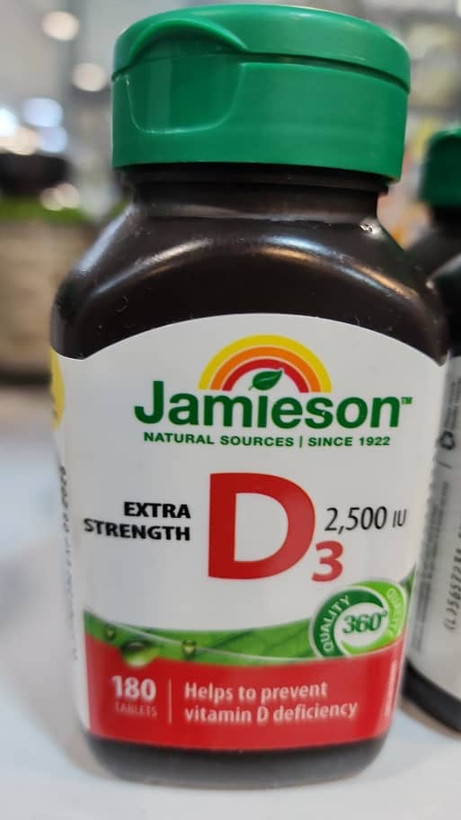 Jamieson™
NATURAL SOURCES | SINCE 1922
EXTRA
STRENGTH
D3
2,500 IU
QUALITY
360°
180
TABLETS
Helps to prevent
vitamin D deficiency